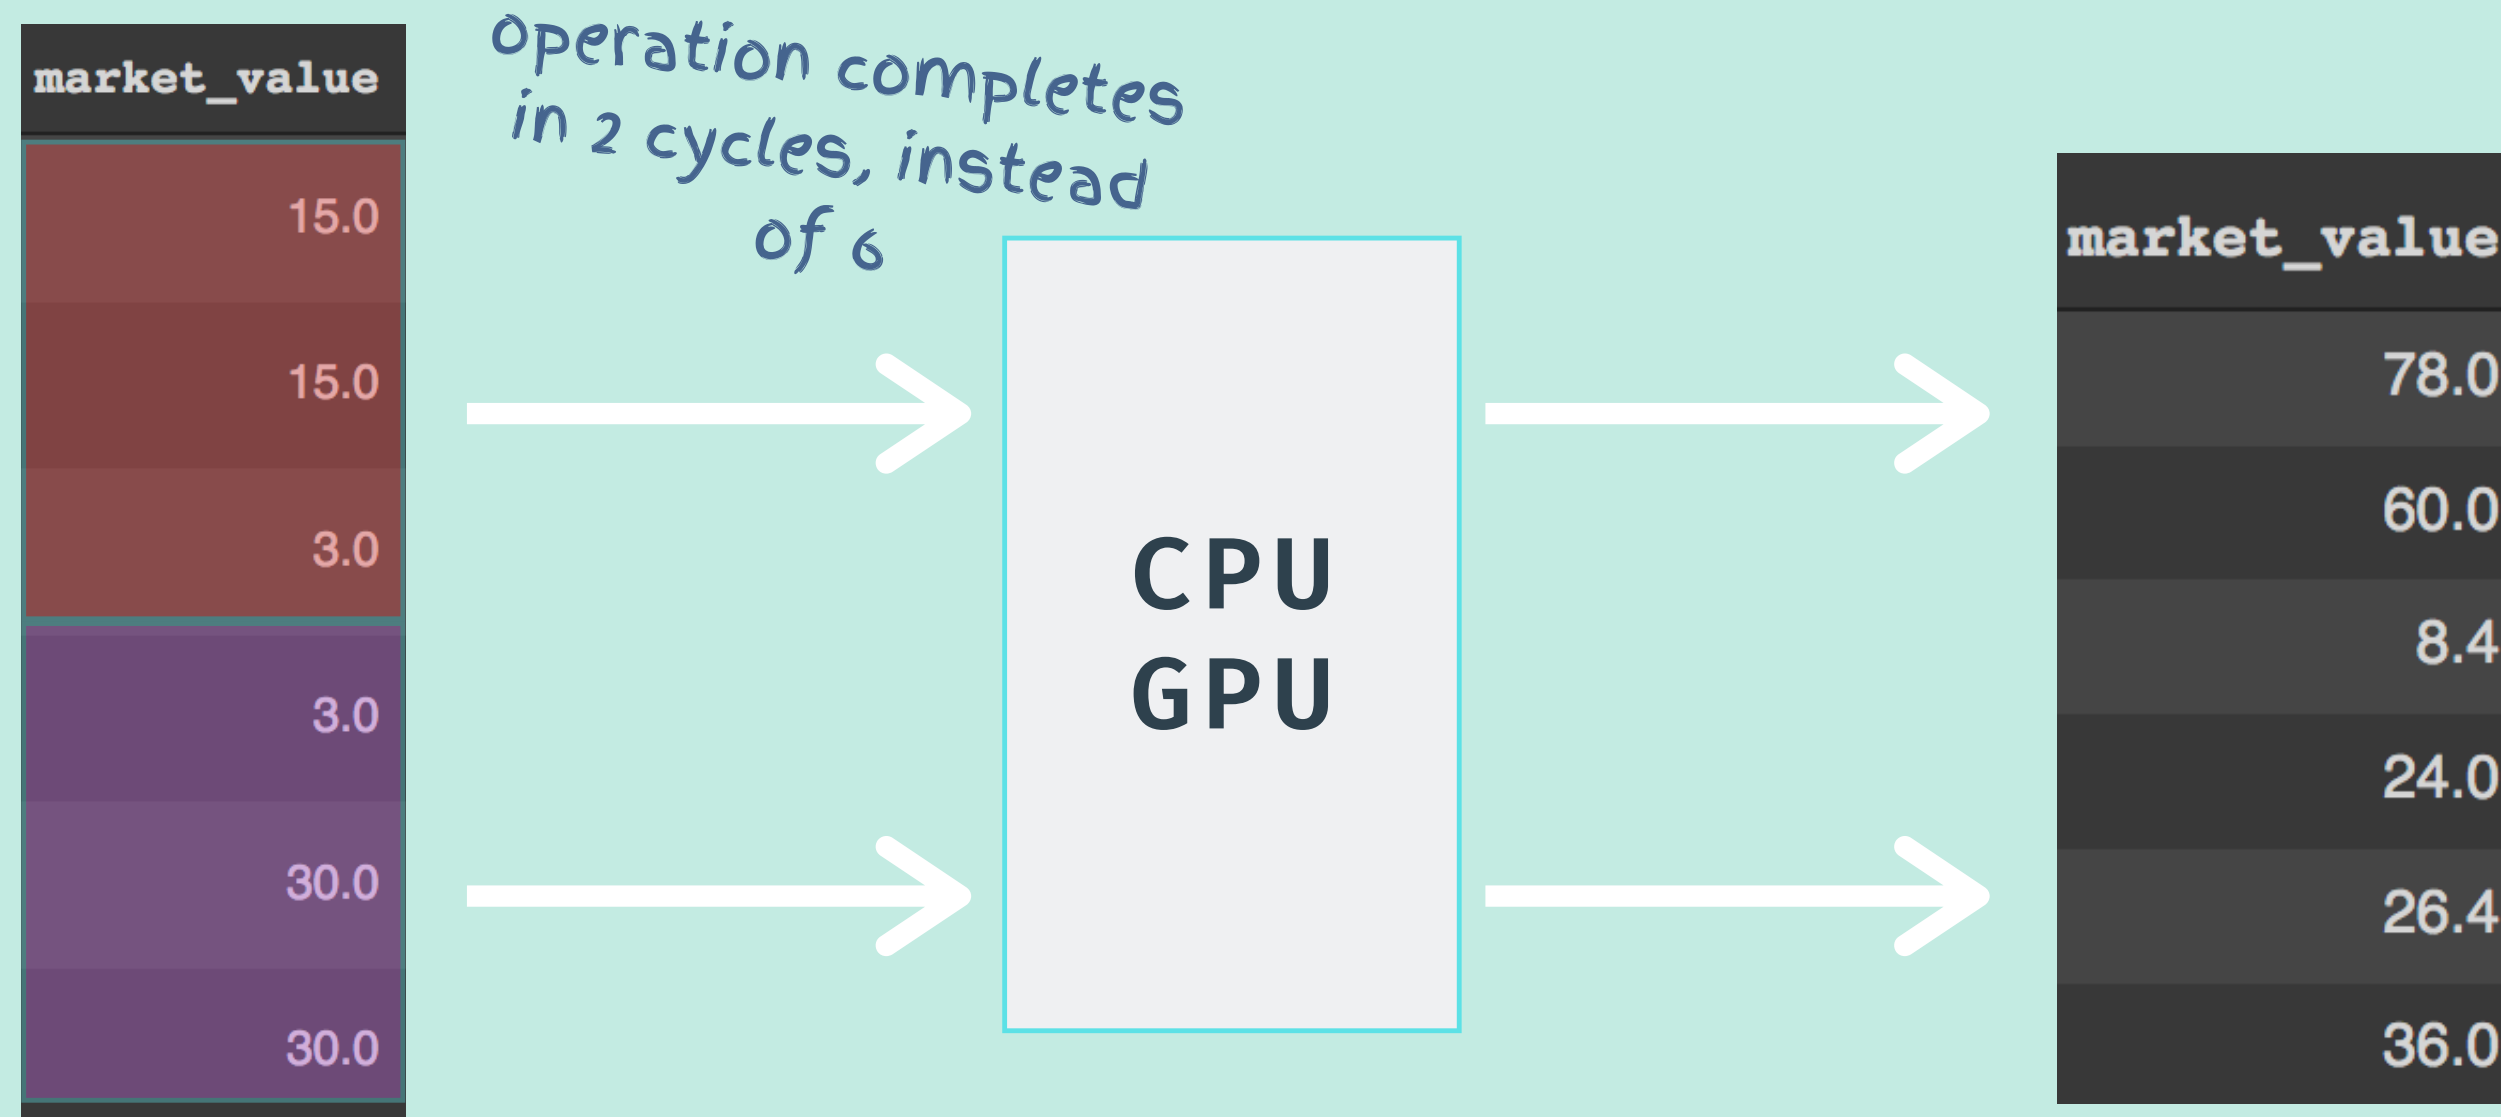 market_value
15.0
15.0
3.0
3.0
30.0
30.0
operation completes
in 2 cycles, instead
of 6
CPU
GPU
market_value
78.0
60.0
8.4
24.0
26.4
36.0